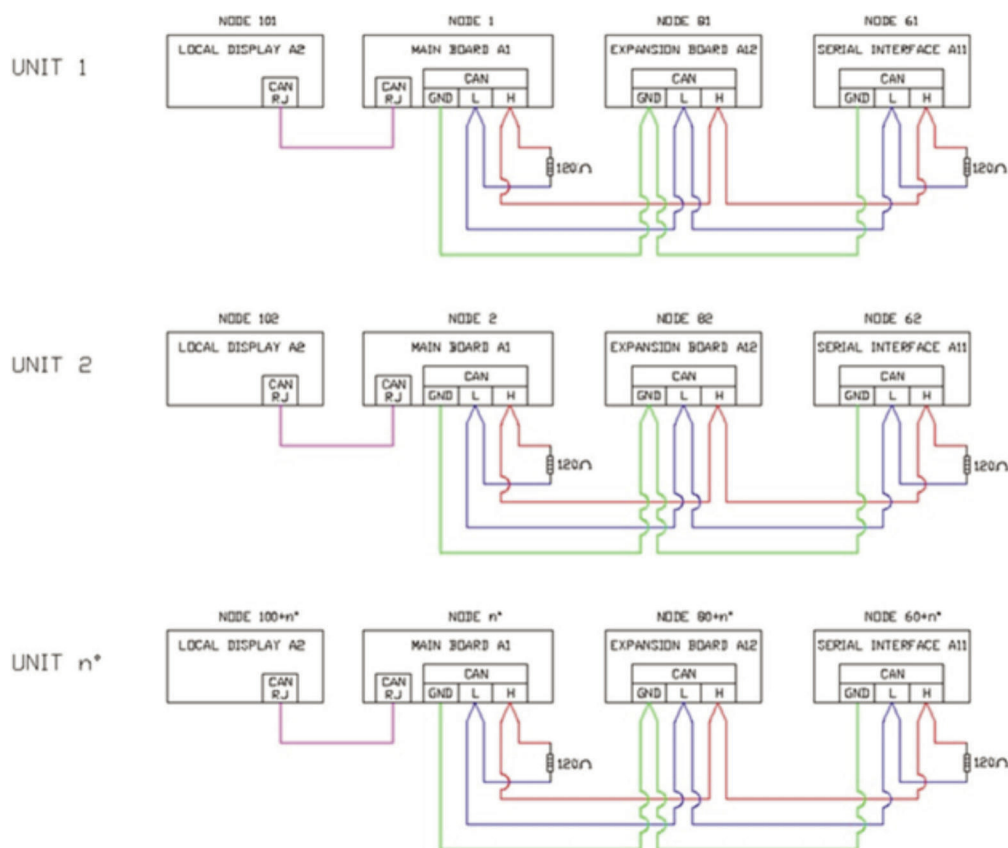 UNIT 1
NODE 101
LOCAL DISPLAY A2
CAN
RJ
NODE 1
MAIN BOARD A1
CAN
RJ
CAN
GND L H
120Ω
NODE 81
EXPANSION BOARD A12
CAN
GND L H
NODE 61
SERIAL INTERFACE A11
CAN
GND L H
120Ω
UNIT 2
NODE 102
LOCAL DISPLAY A2
CAN
RJ
NODE 2
MAIN BOARD A1
CAN
RJ
CAN
GND L H
120Ω
NODE 82
EXPANSION BOARD A12
CAN
GND L H
NODE 62
SERIAL INTERFACE A11
CAN
GND L H
120Ω
UNIT n°
NODE 100+n°
LOCAL DISPLAY A2
CAN
RJ
NODE n°
MAIN BOARD A1
CAN
RJ
CAN
GND L H
120Ω
NODE 80+n°
EXPANSION BOARD A12
CAN
GND L H
NODE 60+n°
SERIAL INTERFACE A11
CAN
GND L H
120Ω